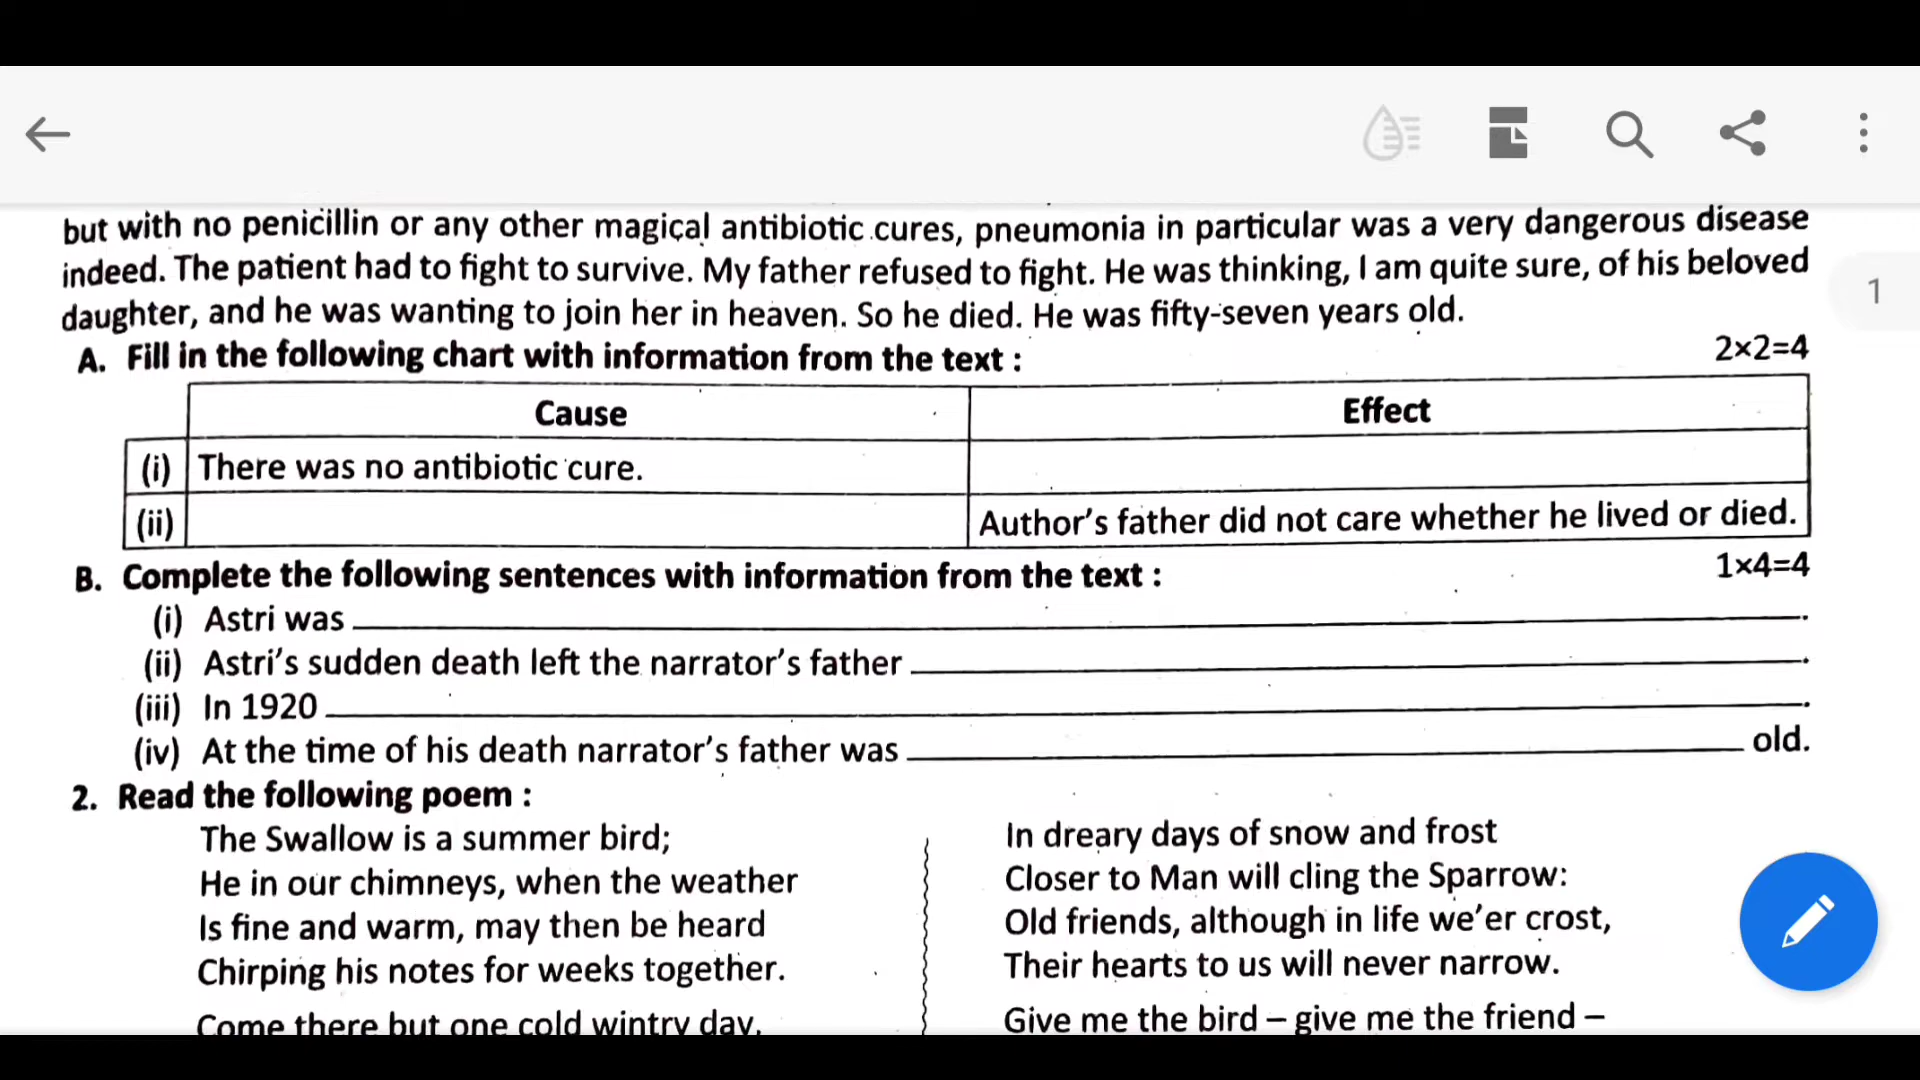 but with no penicillin or any other magical antibiotic cures, pneumonia in particular was a very dangerous disease
indeed. The patient had to fight to survive. My father refused to fight. He was thinking, I am quite sure, of his beloved
daughter, and he was wanting to join her in heaven. So he died. He was fifty-seven years old.
1
A. Fill in the following chart with information from the text : 2×2=4
Cause Effect
(i) There was no antibiotic cure.
(ii) Author's father did not care whether he lived or died.
B. Complete the following sentences with information from the text : 1×4=4
(i) Astri was ______.
(ii) Astri's sudden death left the narrator's father ______.
(iii) In 1920 ______.
(iv) At the time of his death narrator's father was ______ old.
2. Read the following poem :
The Swallow is a summer bird;
He in our chimneys, when the weather
Is fine and warm, may then be heard
Chirping his notes for weeks together.
Come there but one cold wintry day,
In dreary days of snow and frost
Closer to Man will cling the Sparrow:
Old friends, although in life we'er crost,
Their hearts to us will never narrow.
Give me the bird – give me the friend –